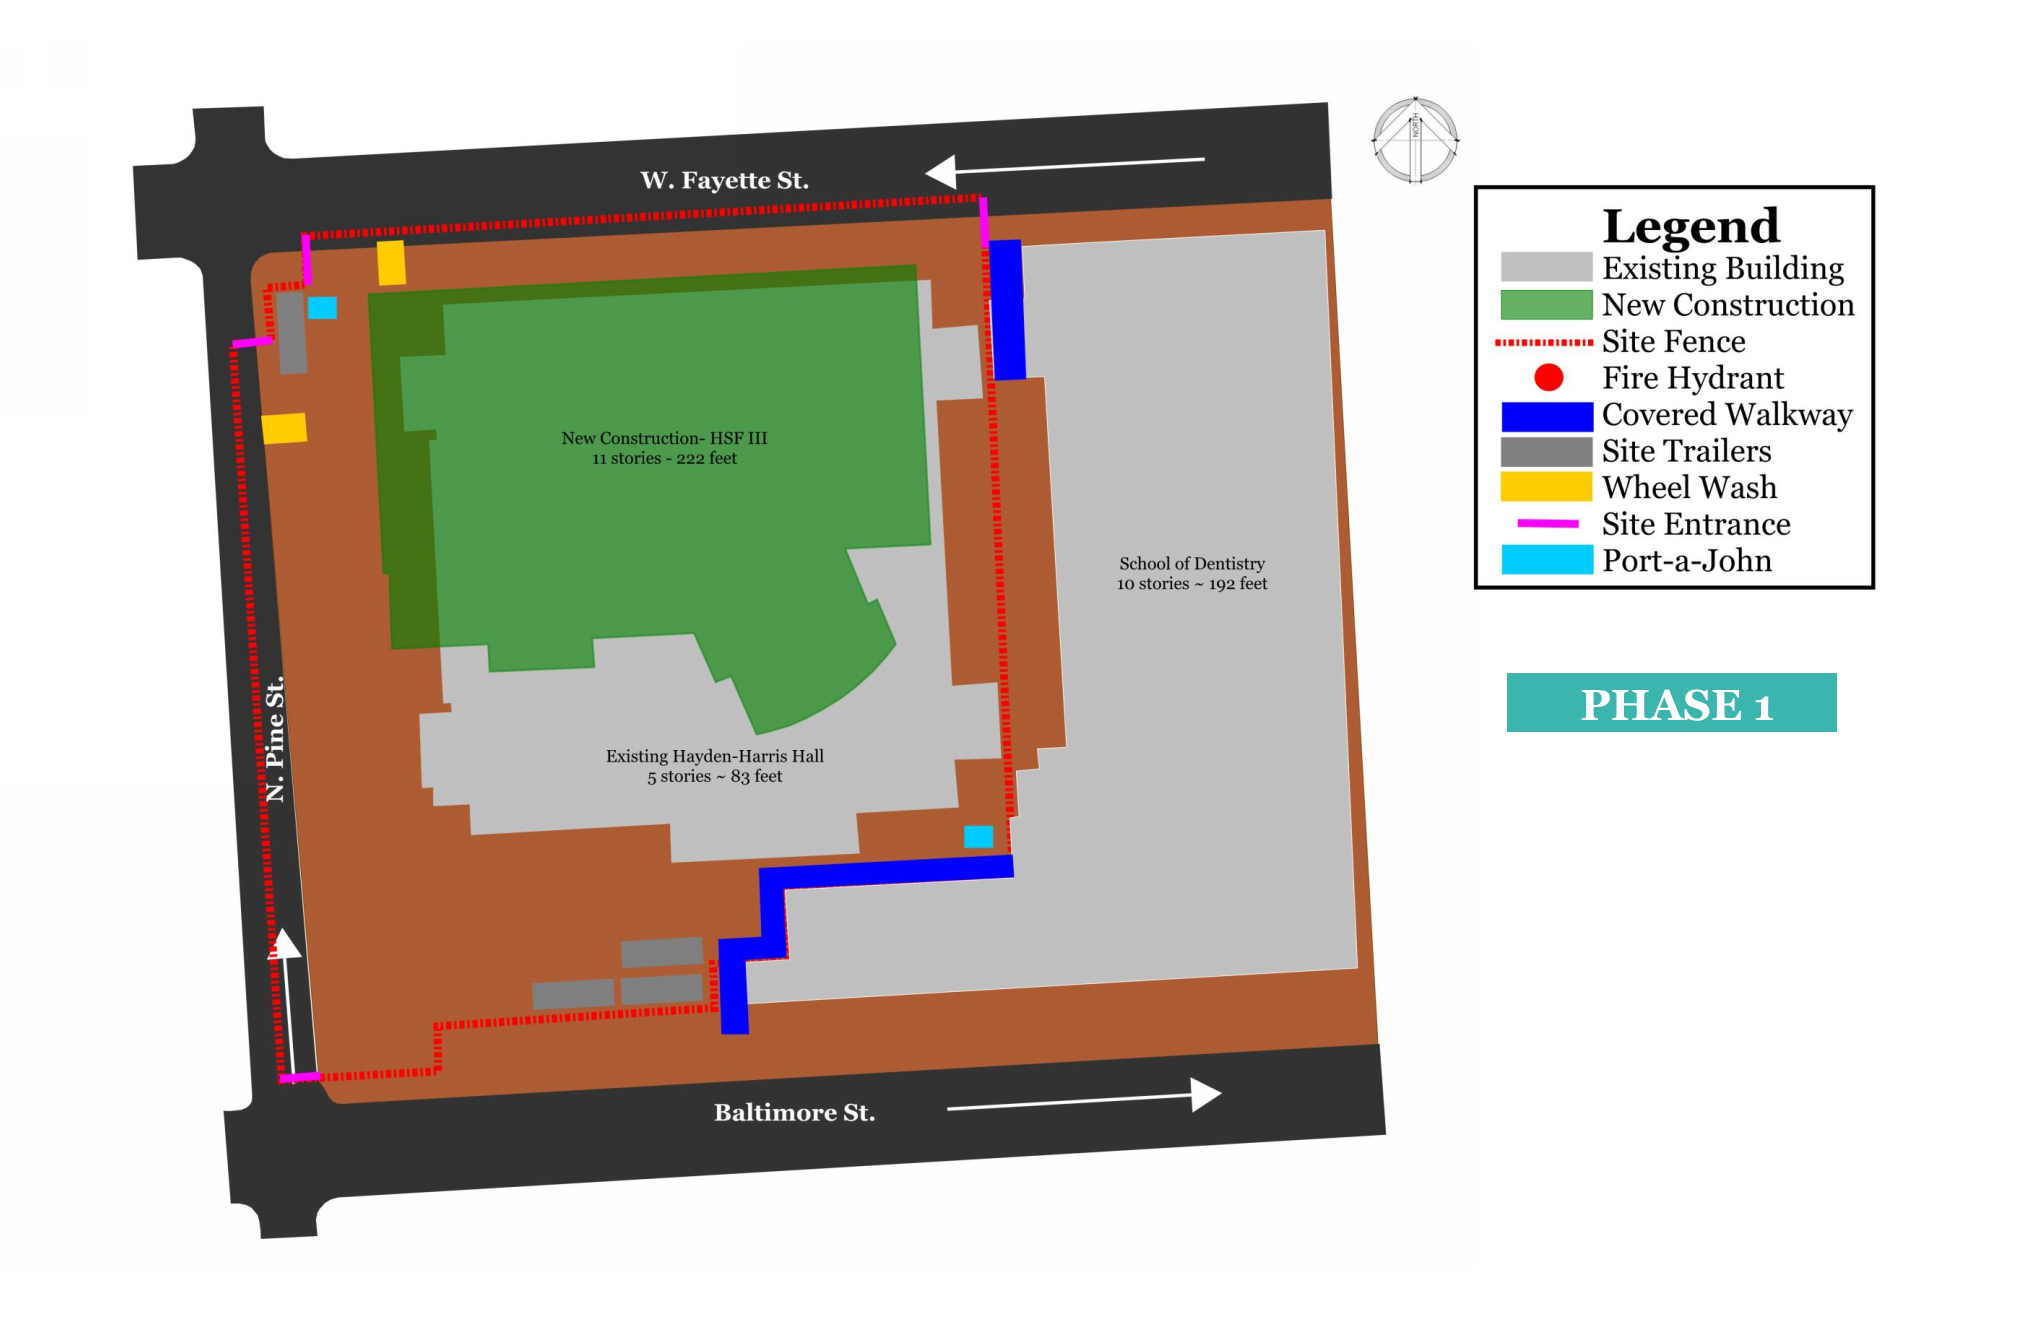 W. Fayette St.
NORTH
Legend
Existing Building
New Construction
Site Fence
Fire Hydrant
Covered Walkway
Site Trailers
Wheel Wash
Site Entrance
Port-a-John
New Construction- HSF III
11 stories - 222 feet
School of Dentistry
10 stories ~ 192 feet
N. Pine St.
PHASE 1
Existing Hayden-Harris Hall
5 stories ~ 83 feet
Baltimore St.